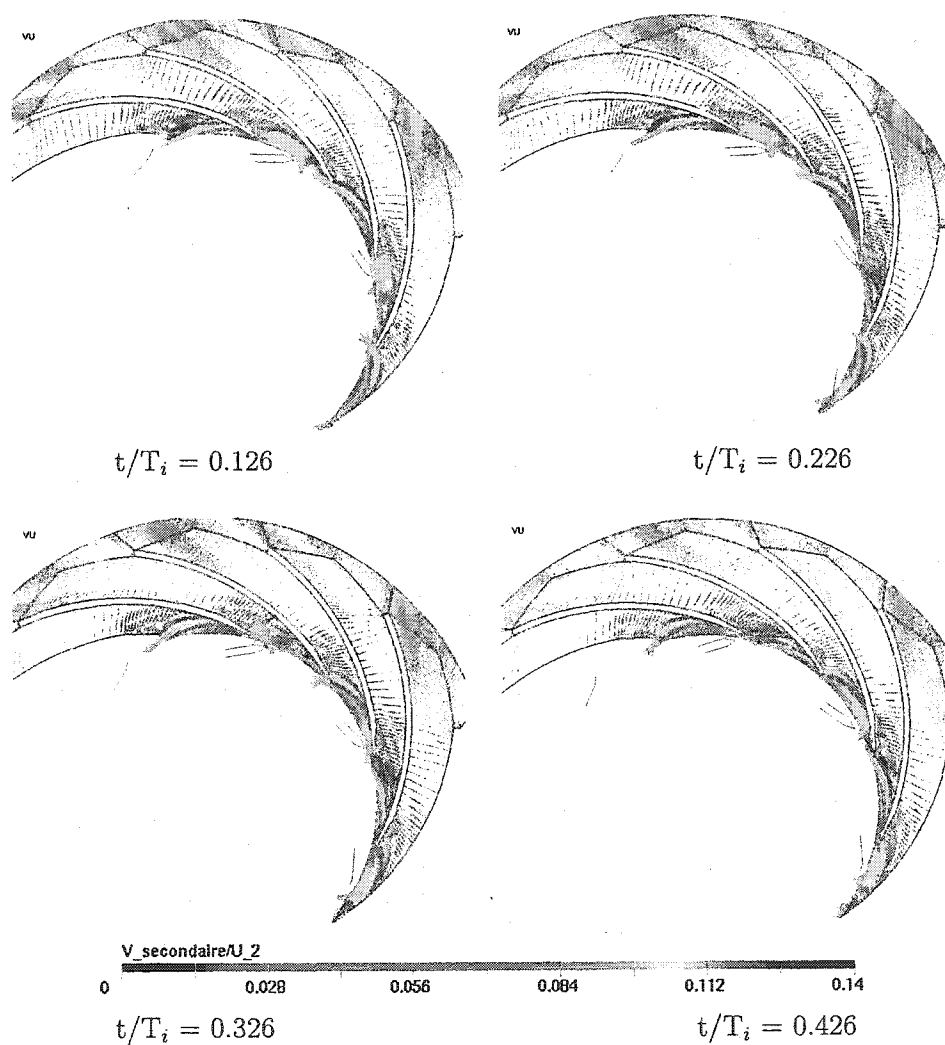 vu
vu
t/T_i = 0.126
t/T_i = 0.226
vu
vu
V_secondaire/U_2
0 0.028 0.056 0.084 0.112 0.14
t/T_i = 0.326
t/T_i = 0.426